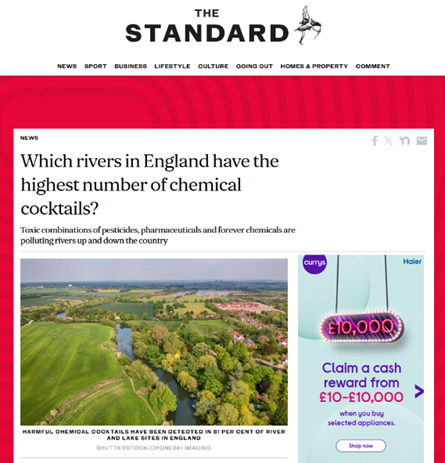 THE
STANDARD
NEWS SPORT BUSINESS LIFESTYLE CULTURE GOING OUT HOMES & PROPERTY COMMENT
NEWS
Which rivers in England have the
highest number of chemical
cocktails?
Toxic combinations of pesticides, pharmaceuticals and forever chemicals are
polluting rivers up and down the country
HARMFUL CHEMICAL COCKTAILS HAVE BEEN DETECTED IN 81 PER CENT OF RIVER
AND LAKE SITES IN ENGLAND
SHUTTERSTOCK/DRONESKI IMAGING
currys
Haier
£10,000
Claim a cash
reward from
£10-£10,000
when you buy
selected appliances.
Shop now